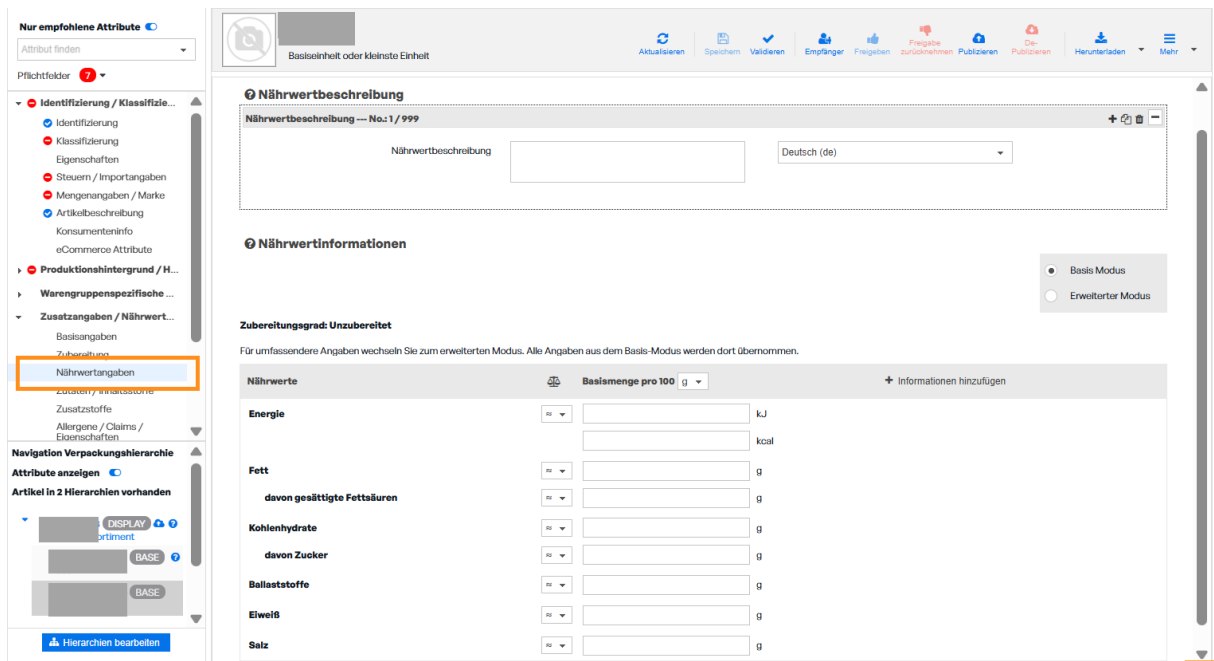 Nur empfohlene Attribute
Attribut finden
Pflichtfelder 7
Identifizierung / Klassifizie...
Identifizierung
Klassifizierung
Eigenschaften
Steuern / Importangaben
Mengenangaben / Marke
Artikelbeschreibung
Konsumenteninfo
eCommerce Attribute
Produktionshintergrund / H...
Warengruppenspezifische ...
Zusatzangaben / Nährwert...
Basisangaben
Zubereitung
Nährwertangaben
Zutaten / Inhaltsstoffe
Zusatzstoffe
Allergene / Claims /
Eigenschaften
Navigation Verpackungshierarchie
Attribute anzeigen
Artikel in 2 Hierarchien vorhanden
DISPLAY
ortiment
BASE
BASE
Hierarchien bearbeiten
Basiseinheit oder kleinste Einheit
Aktualisieren
Speichern
Validieren
Empfänger
Freigeben
Freigabe
zurücknehmen
Publizieren
De-
Publizieren
Herunterladen
Mehr
Nährwertbeschreibung
Nährwertbeschreibung --- No.: 1 / 999
Nährwertbeschreibung
Deutsch (de)
Nährwertinformationen
Basis Modus
Erweiterter Modus
Zubereitungsgrad: Unzubereitet
Für umfassendere Angaben wechseln Sie zum erweiterten Modus. Alle Angaben aus dem Basis-Modus werden dort übernommen.
Nährwerte Basismenge pro 100 g + Informationen hinzufügen
Energie ≈ kJ
kcal
Fett ≈ g
davon gesättigte Fettsäuren ≈ g
Kohlenhydrate ≈ g
davon Zucker ≈ g
Ballaststoffe ≈ g
Eiweiß ≈ g
Salz ≈ g